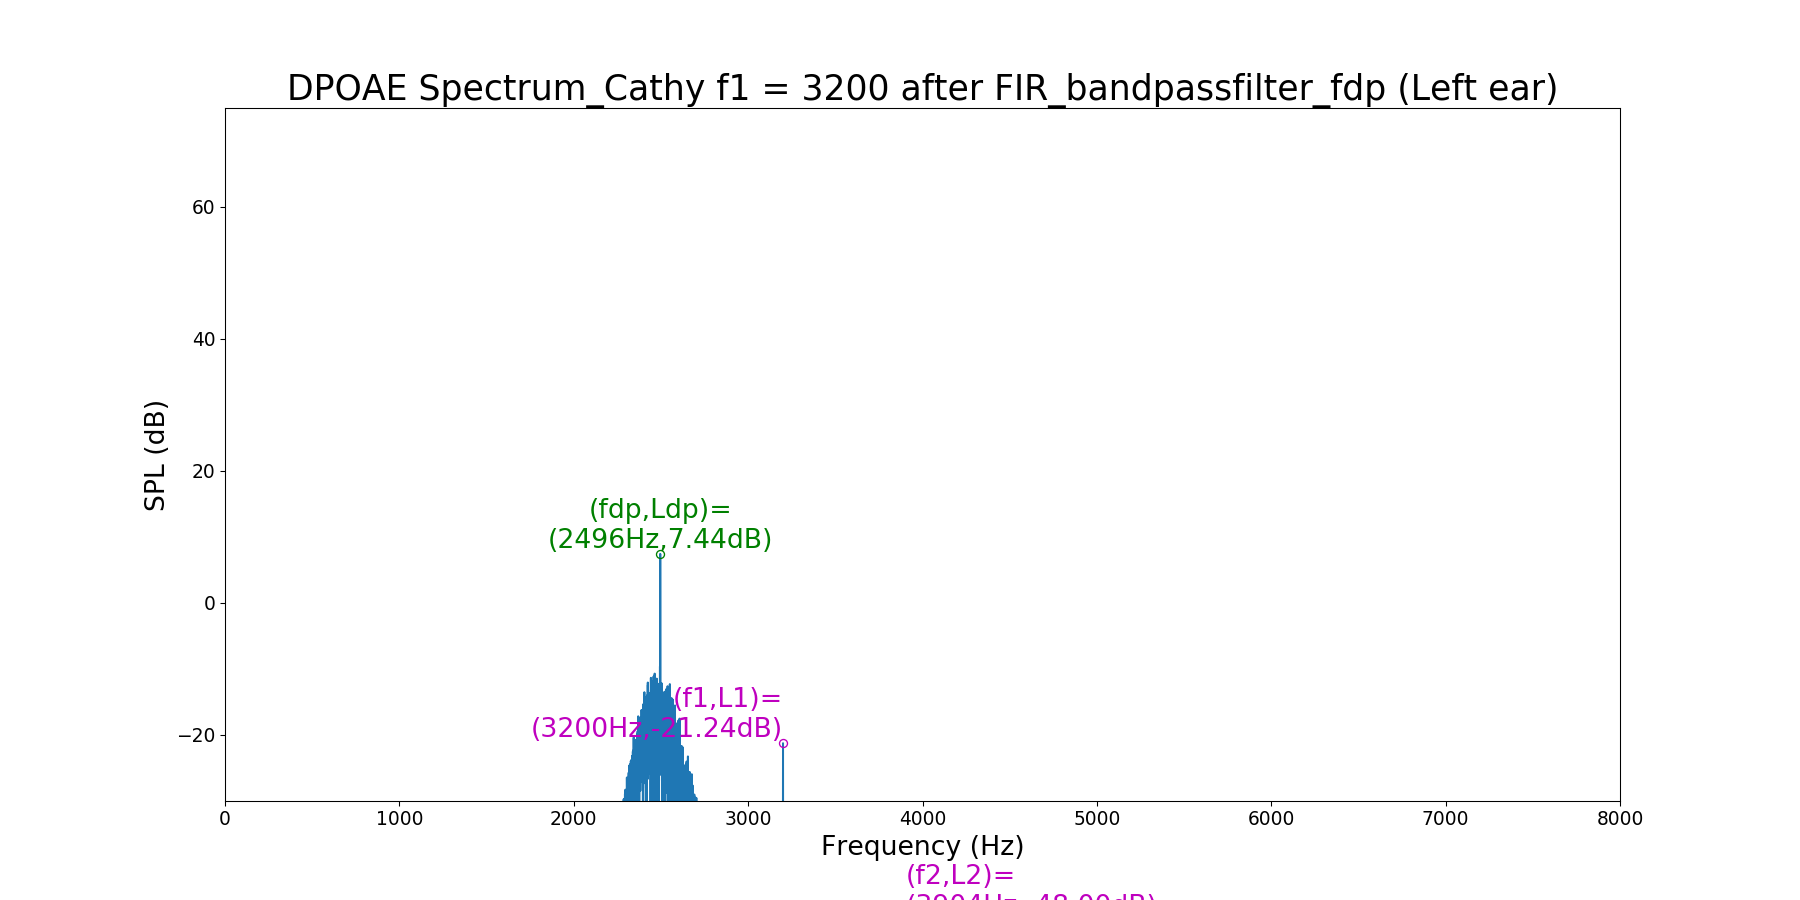 DPOAE Spectrum_Cathy f1 = 3200 after FIR_bandpassfilter_fdp (Left ear)
60
40
20
0
−20
SPL (dB)
(fdp,Ldp)=
(2496Hz,7.44dB)
(f1,L1)=
(3200Hz,-21.24dB)
0 1000 2000 3000 4000 5000 6000 7000 8000
Frequency (Hz)
(f2,L2)=